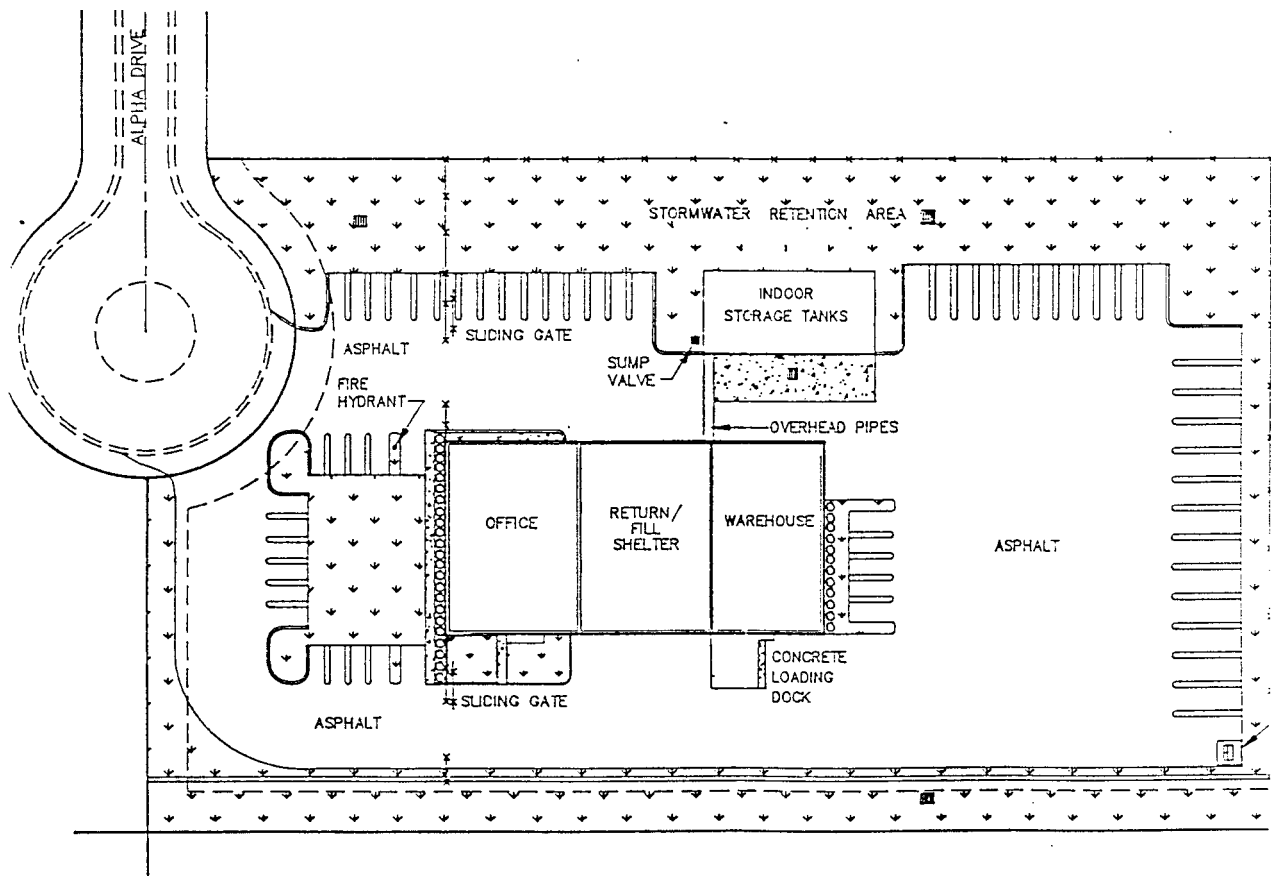 ALPHA DRIVE
STORMWATER RETENTION AREA
INDOOR
STORAGE TANKS
SLIDING GATE
ASPHALT
SUMP
VALVE
FIRE
HYDRANT
OVERHEAD PIPES
OFFICE
RETURN/
FILL
SHELTER
WAREHOUSE
ASPHALT
CONCRETE
LOADING
DOCK
SLIDING GATE
ASPHALT